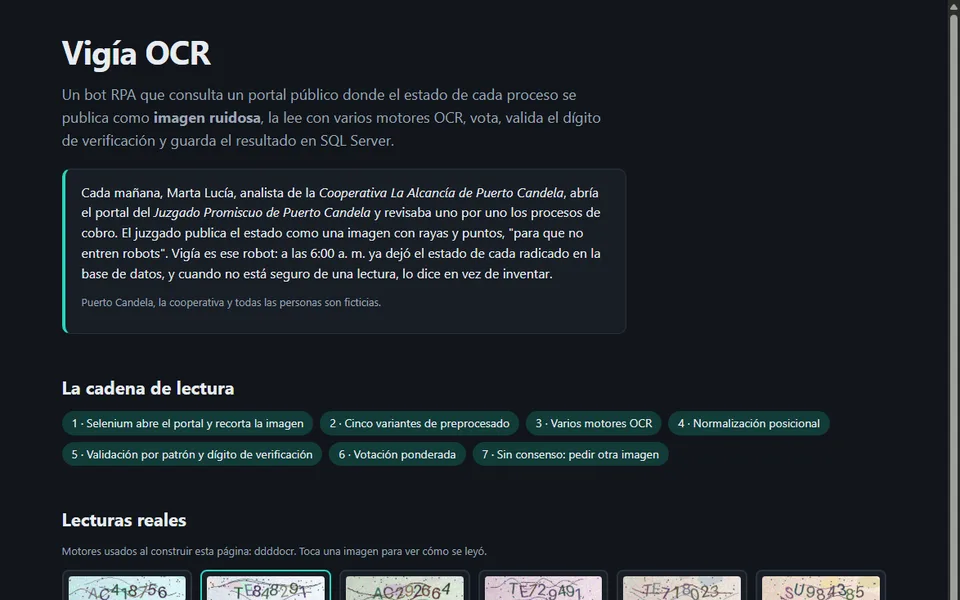 Vigía OCR
Un bot RPA que consulta un portal público donde el estado de cada proceso se
publica como imagen ruidosa, la lee con varios motores OCR, vota, valida el dígito
de verificación y guarda el resultado en SQL Server.
Cada mañana, Marta Lucía, analista de la Cooperativa La Alcancía de Puerto Candela, abría
el portal del Juzgado Promiscuo de Puerto Candela y revisaba uno por uno los procesos de
cobro. El juzgado publica el estado como una imagen con rayas y puntos, "para que no
entren robots". Vigía es ese robot: a las 6:00 a. m. ya dejó el estado de cada radicado en la
base de datos, y cuando no está seguro de una lectura, lo dice en vez de inventar.
Puerto Candela, la cooperativa y todas las personas son ficticias.
La cadena de lectura
1 · Selenium abre el portal y recorta la imagen 2 · Cinco variantes de preprocesado 3 · Varios motores OCR 4 · Normalización posicional
5 · Validación por patrón y dígito de verificación 6 · Votación ponderada 7 · Sin consenso: pedir otra imagen
Lecturas reales
Motores usados al construir esta página: ddddocr. Toca una imagen para ver cómo se leyó.
AC418756 TE848291 AC292664 TE729491 TE718023 SU984385